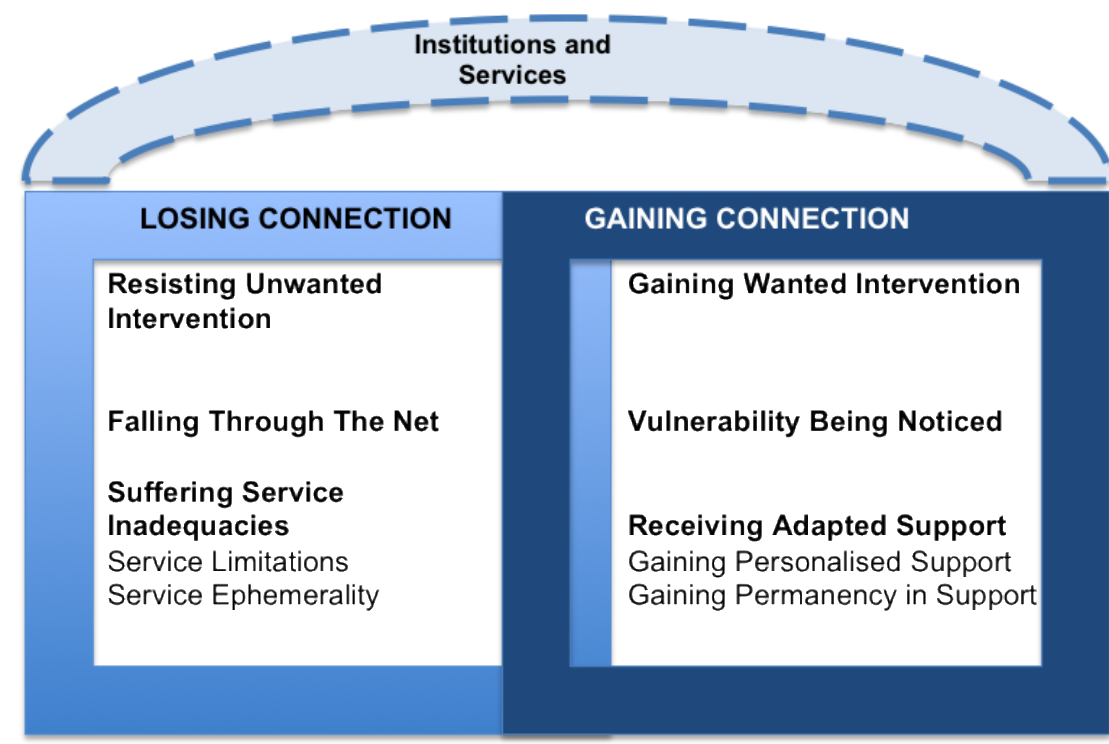 Institutions and
Services
LOSING CONNECTION
Resisting Unwanted
Intervention
Falling Through The Net
Suffering Service
Inadequacies
Service Limitations
Service Ephemerality
GAINING CONNECTION
Gaining Wanted Intervention
Vulnerability Being Noticed
Receiving Adapted Support
Gaining Personalised Support
Gaining Permanency in Support